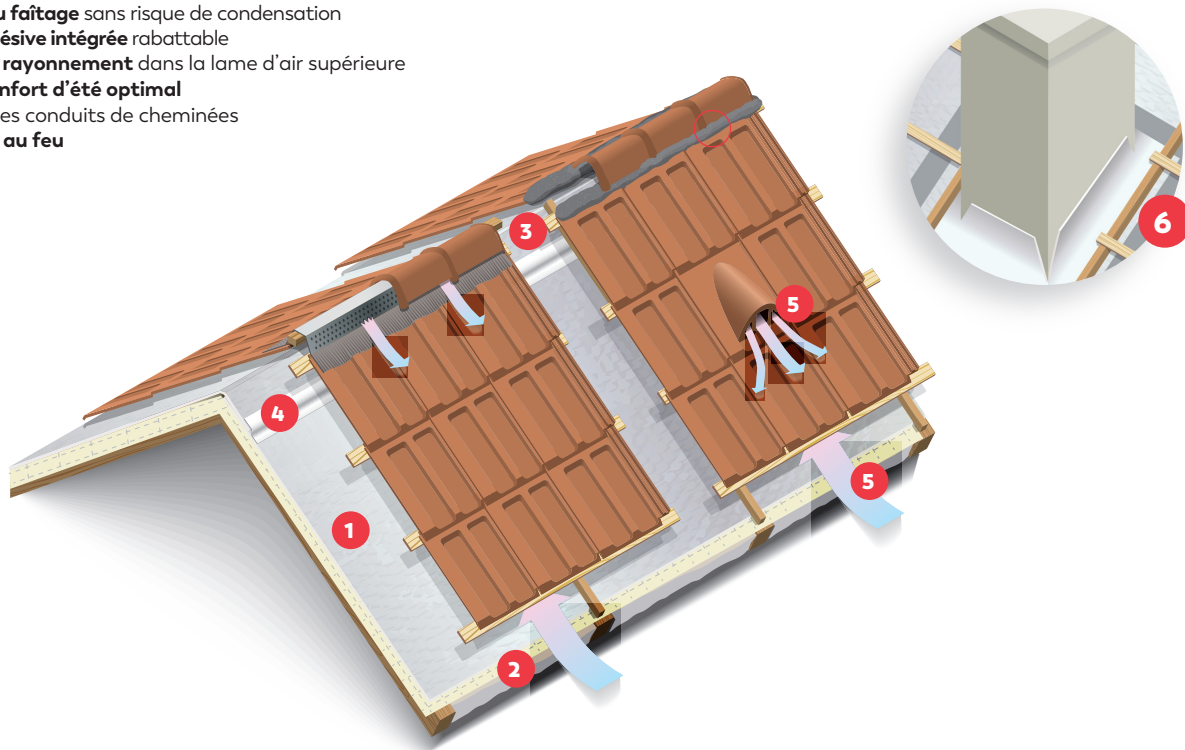 u faîtage sans risque de condensation
ésive intégrée rabattable
rayonnement dans la lame d'air supérieure
nfort d'été optimal
es conduits de cheminées
au feu
6
3
5
4
5
1
2